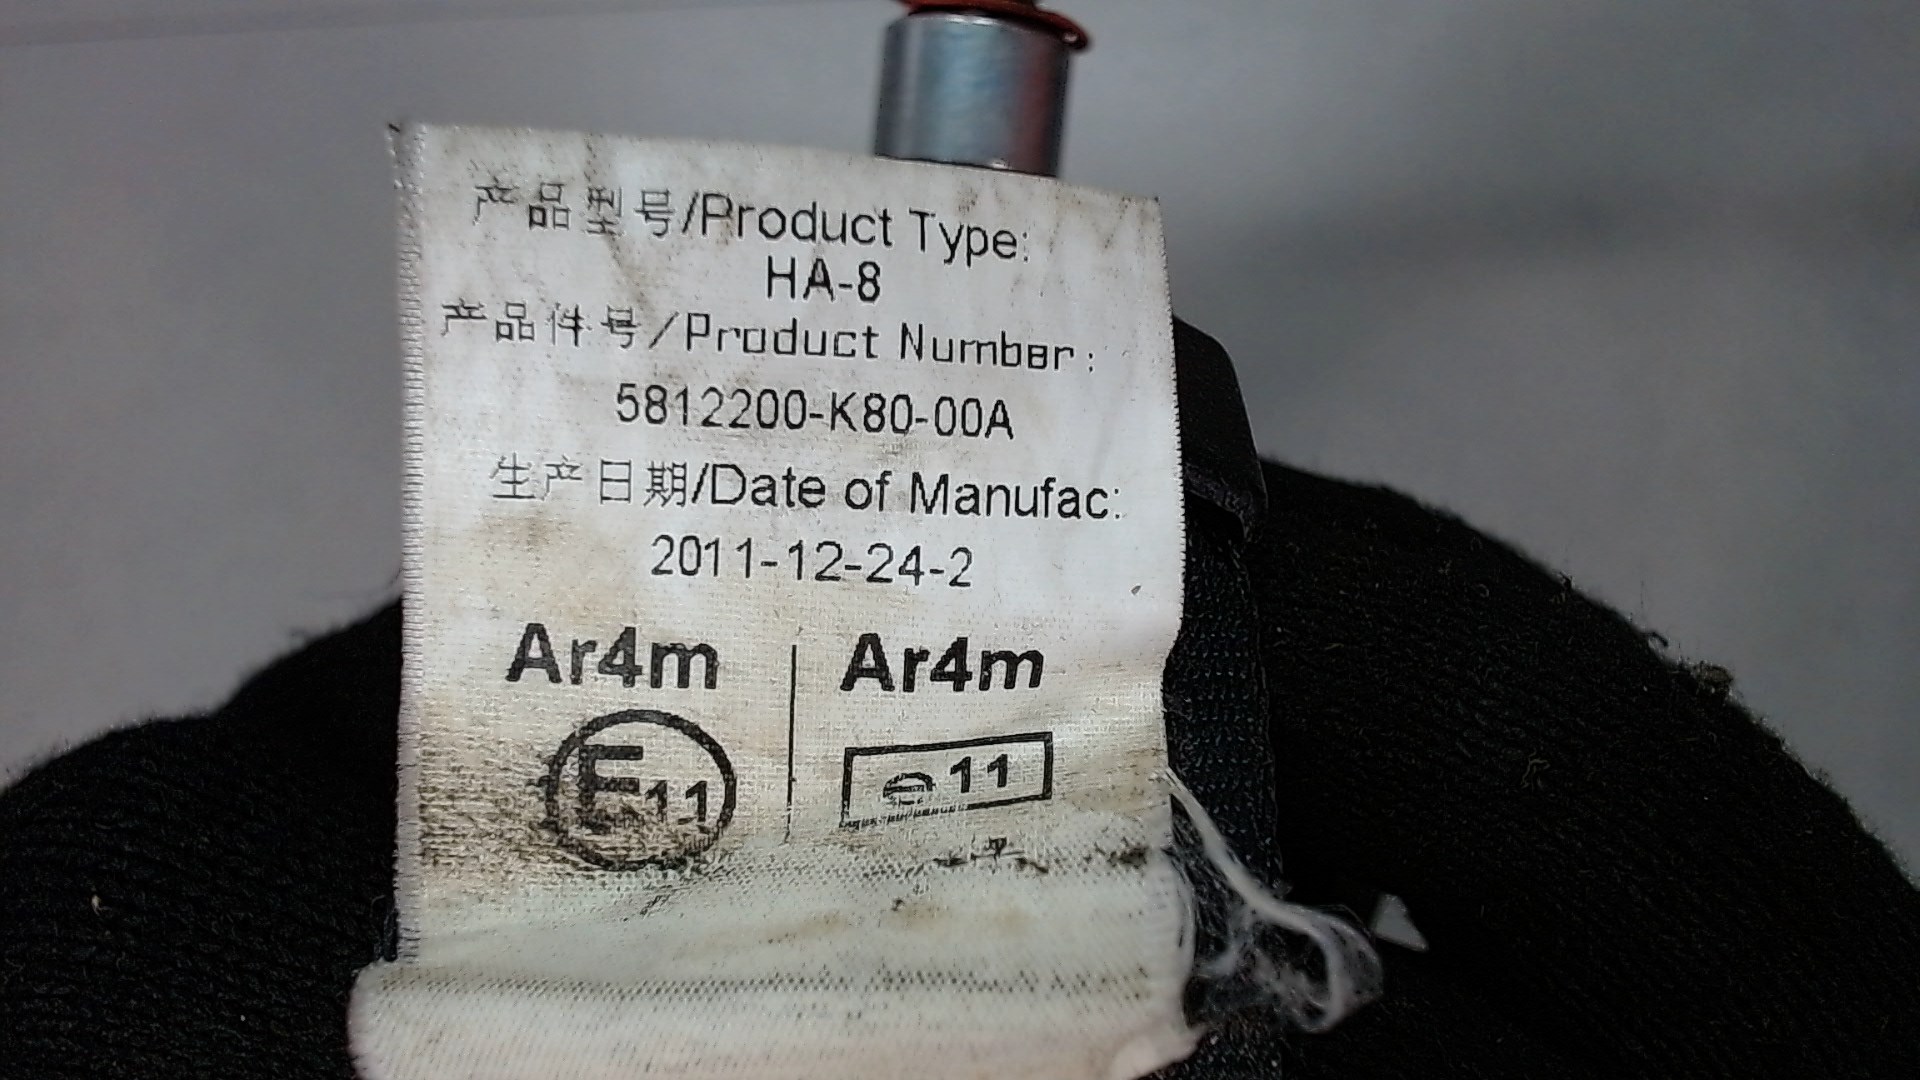 产品型号/Product Type:
HA-8
产品件号/Product Number:
5812200-K80-00A
生产日期/Date of Manufac:
2011-12-24-2
Ar4m Ar4m
E11 e11